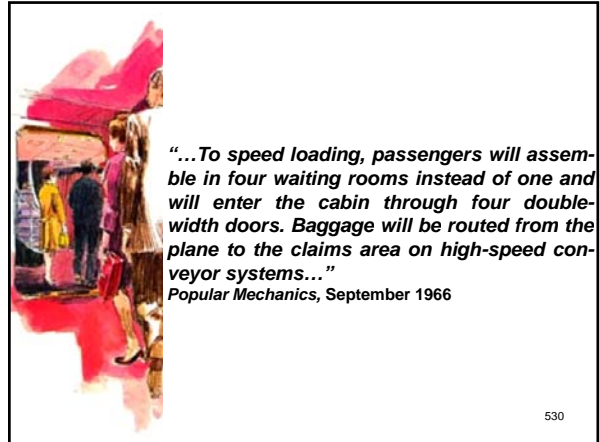 “…To speed loading, passengers will assem-
ble in four waiting rooms instead of one and
will enter the cabin through four double-
width doors. Baggage will be routed from the
plane to the claims area on high-speed con-
veyor systems…”
Popular Mechanics, September 1966
530